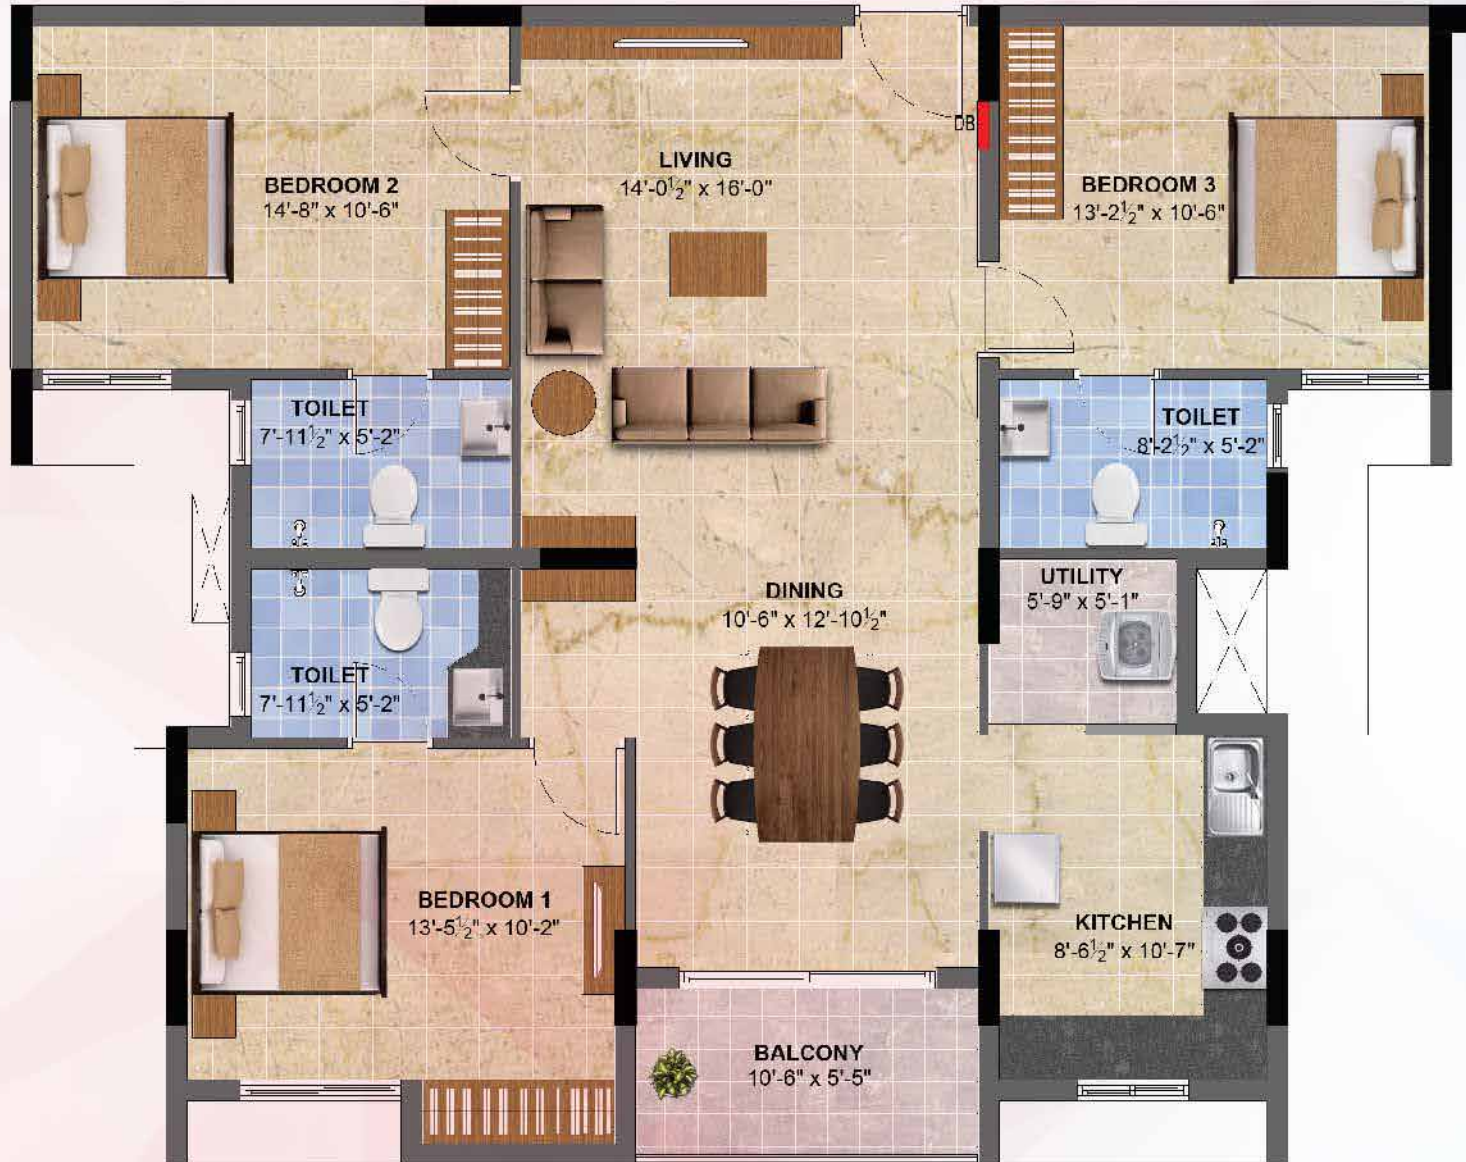 DB
LIVING
14'-0½" x 16'-0"
BEDROOM 2
14'-8" x 10'-6"
BEDROOM 3
13'-2½" x 10'-6"
TOILET
7'-11½" x 5'-2"
TOILET
8'-2½" x 5'-2"
UTILITY
5'-9" x 5'-1"
DINING
10'-6" x 12'-10½"
TOILET
7'-11½" x 5'-2"
BEDROOM 1
13'-5½" x 10'-2"
KITCHEN
8'-6½" x 10'-7"
BALCONY
10'-6" x 5'-5"